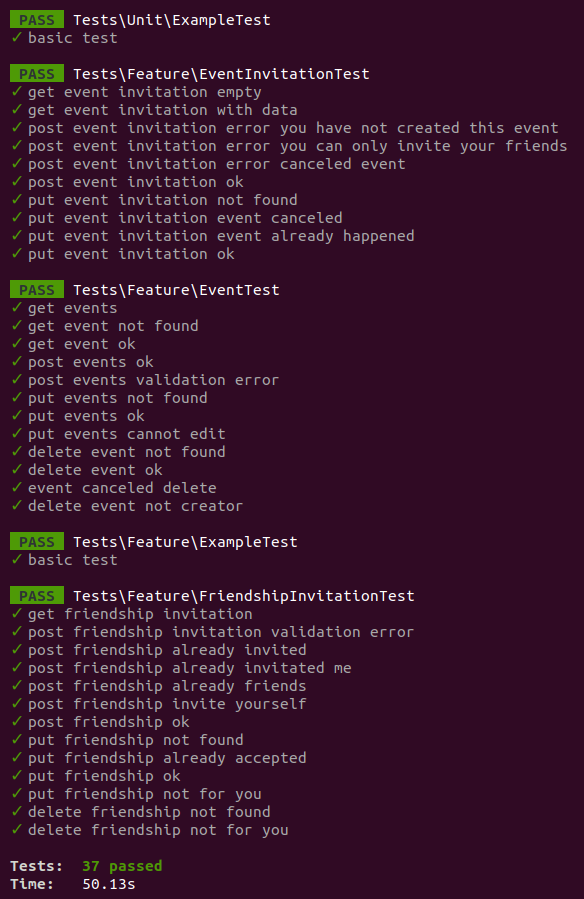 PASS Tests\Unit\ExampleTest
✓ basic test
PASS Tests\Feature\EventInvitationTest
✓ get event invitation empty
✓ get event invitation with data
✓ post event invitation error you have not created this event
✓ post event invitation error you can only invite your friends
✓ post event invitation error canceled event
✓ post event invitation ok
✓ put event invitation not found
✓ put event invitation event canceled
✓ put event invitation event already happened
✓ put event invitation ok
PASS Tests\Feature\EventTest
✓ get events
✓ get event not found
✓ get event ok
✓ post events ok
✓ post events validation error
✓ put events not found
✓ put events ok
✓ put events cannot edit
✓ delete event not found
✓ delete event ok
✓ event canceled delete
✓ delete event not creator
PASS Tests\Feature\ExampleTest
✓ basic test
PASS Tests\Feature\FriendshipInvitationTest
✓ get friendship invitation
✓ post friendship invitation validation error
✓ post friendship already invited
✓ post friendship already invitated me
✓ post friendship already friends
✓ post friendship invite yourself
✓ post friendship ok
✓ put friendship not found
✓ put friendship already accepted
✓ put friendship ok
✓ put friendship not for you
✓ delete friendship not found
✓ delete friendship not for you
Tests: 37 passed
Time: 50.13s